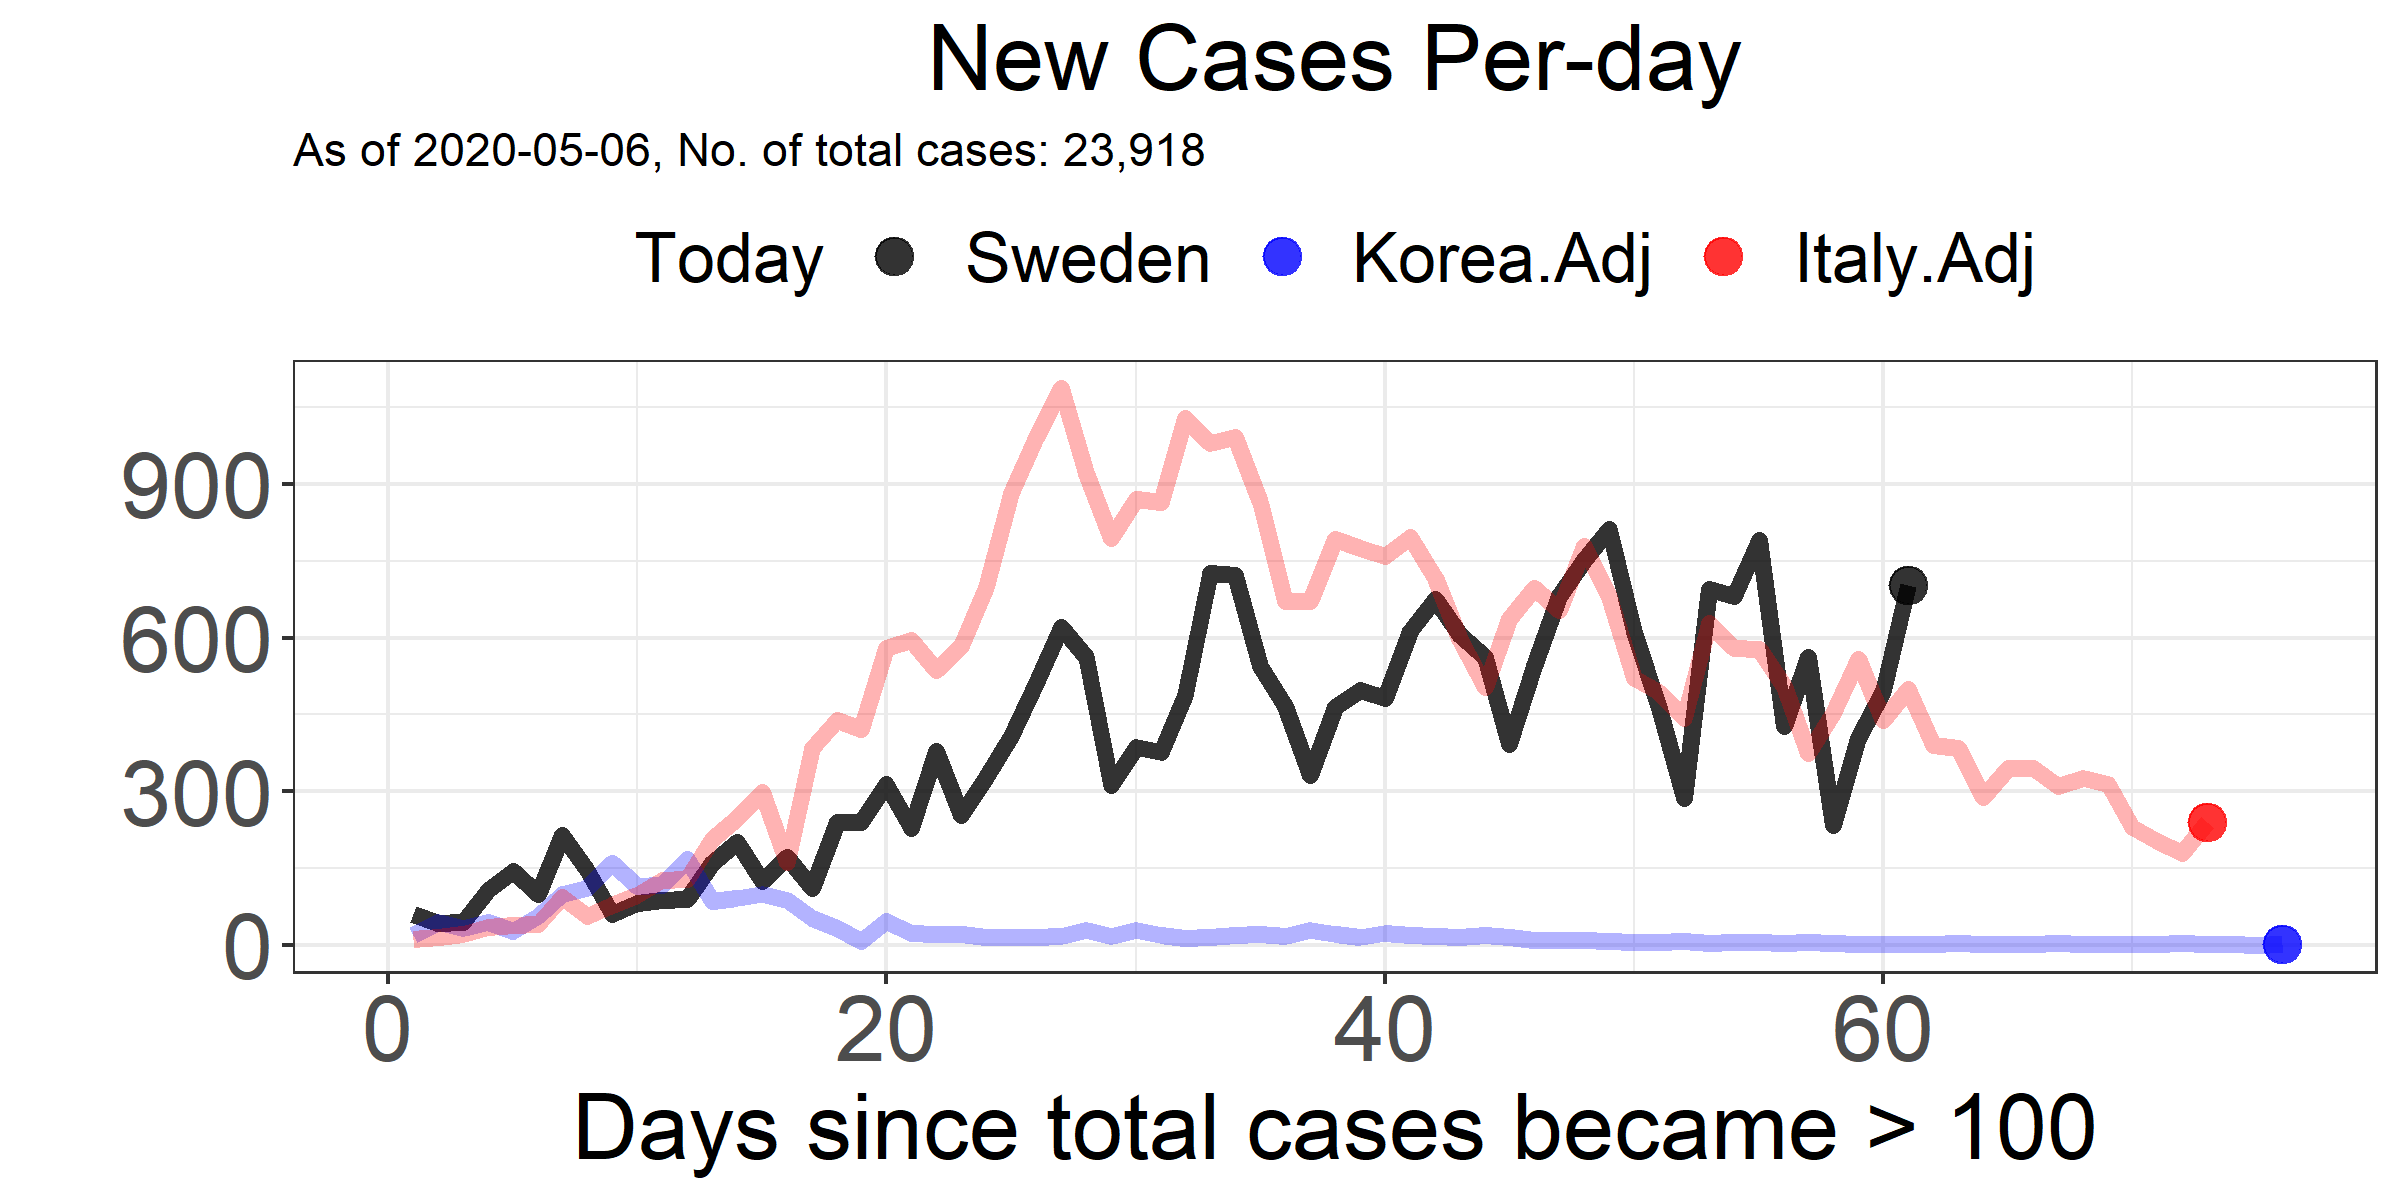 New Cases Per-day
As of 2020-05-06, No. of total cases: 23,918
Today Sweden Korea.Adj Italy.Adj
900
600
300
0
0 20 40 60
Days since total cases became > 100